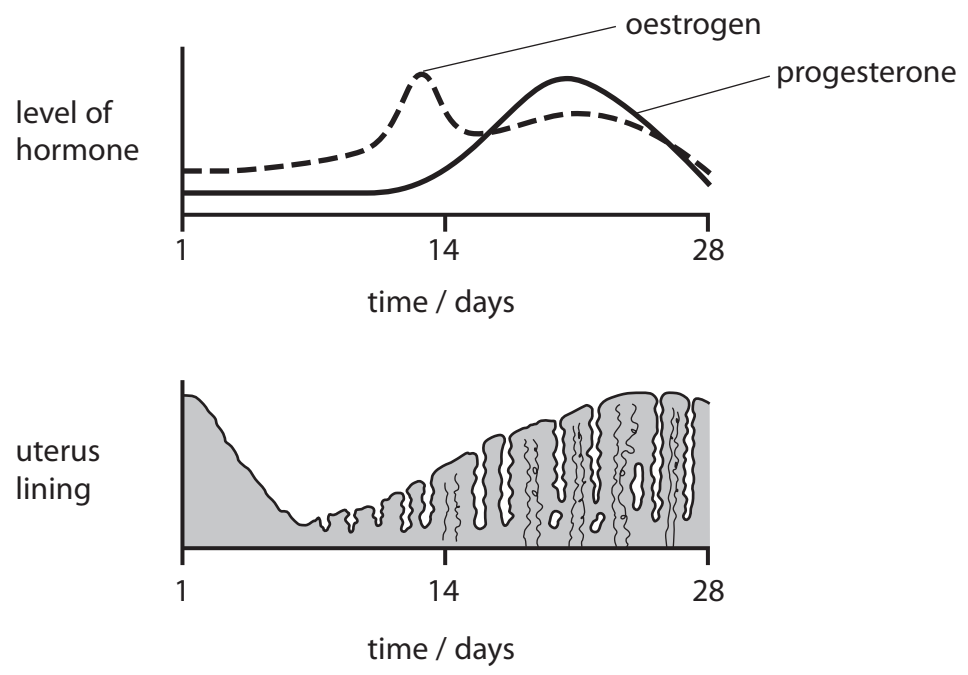 oestrogen
progesterone
level of
hormone
1 14 28
time / days
uterus
lining
1 14 28
time / days